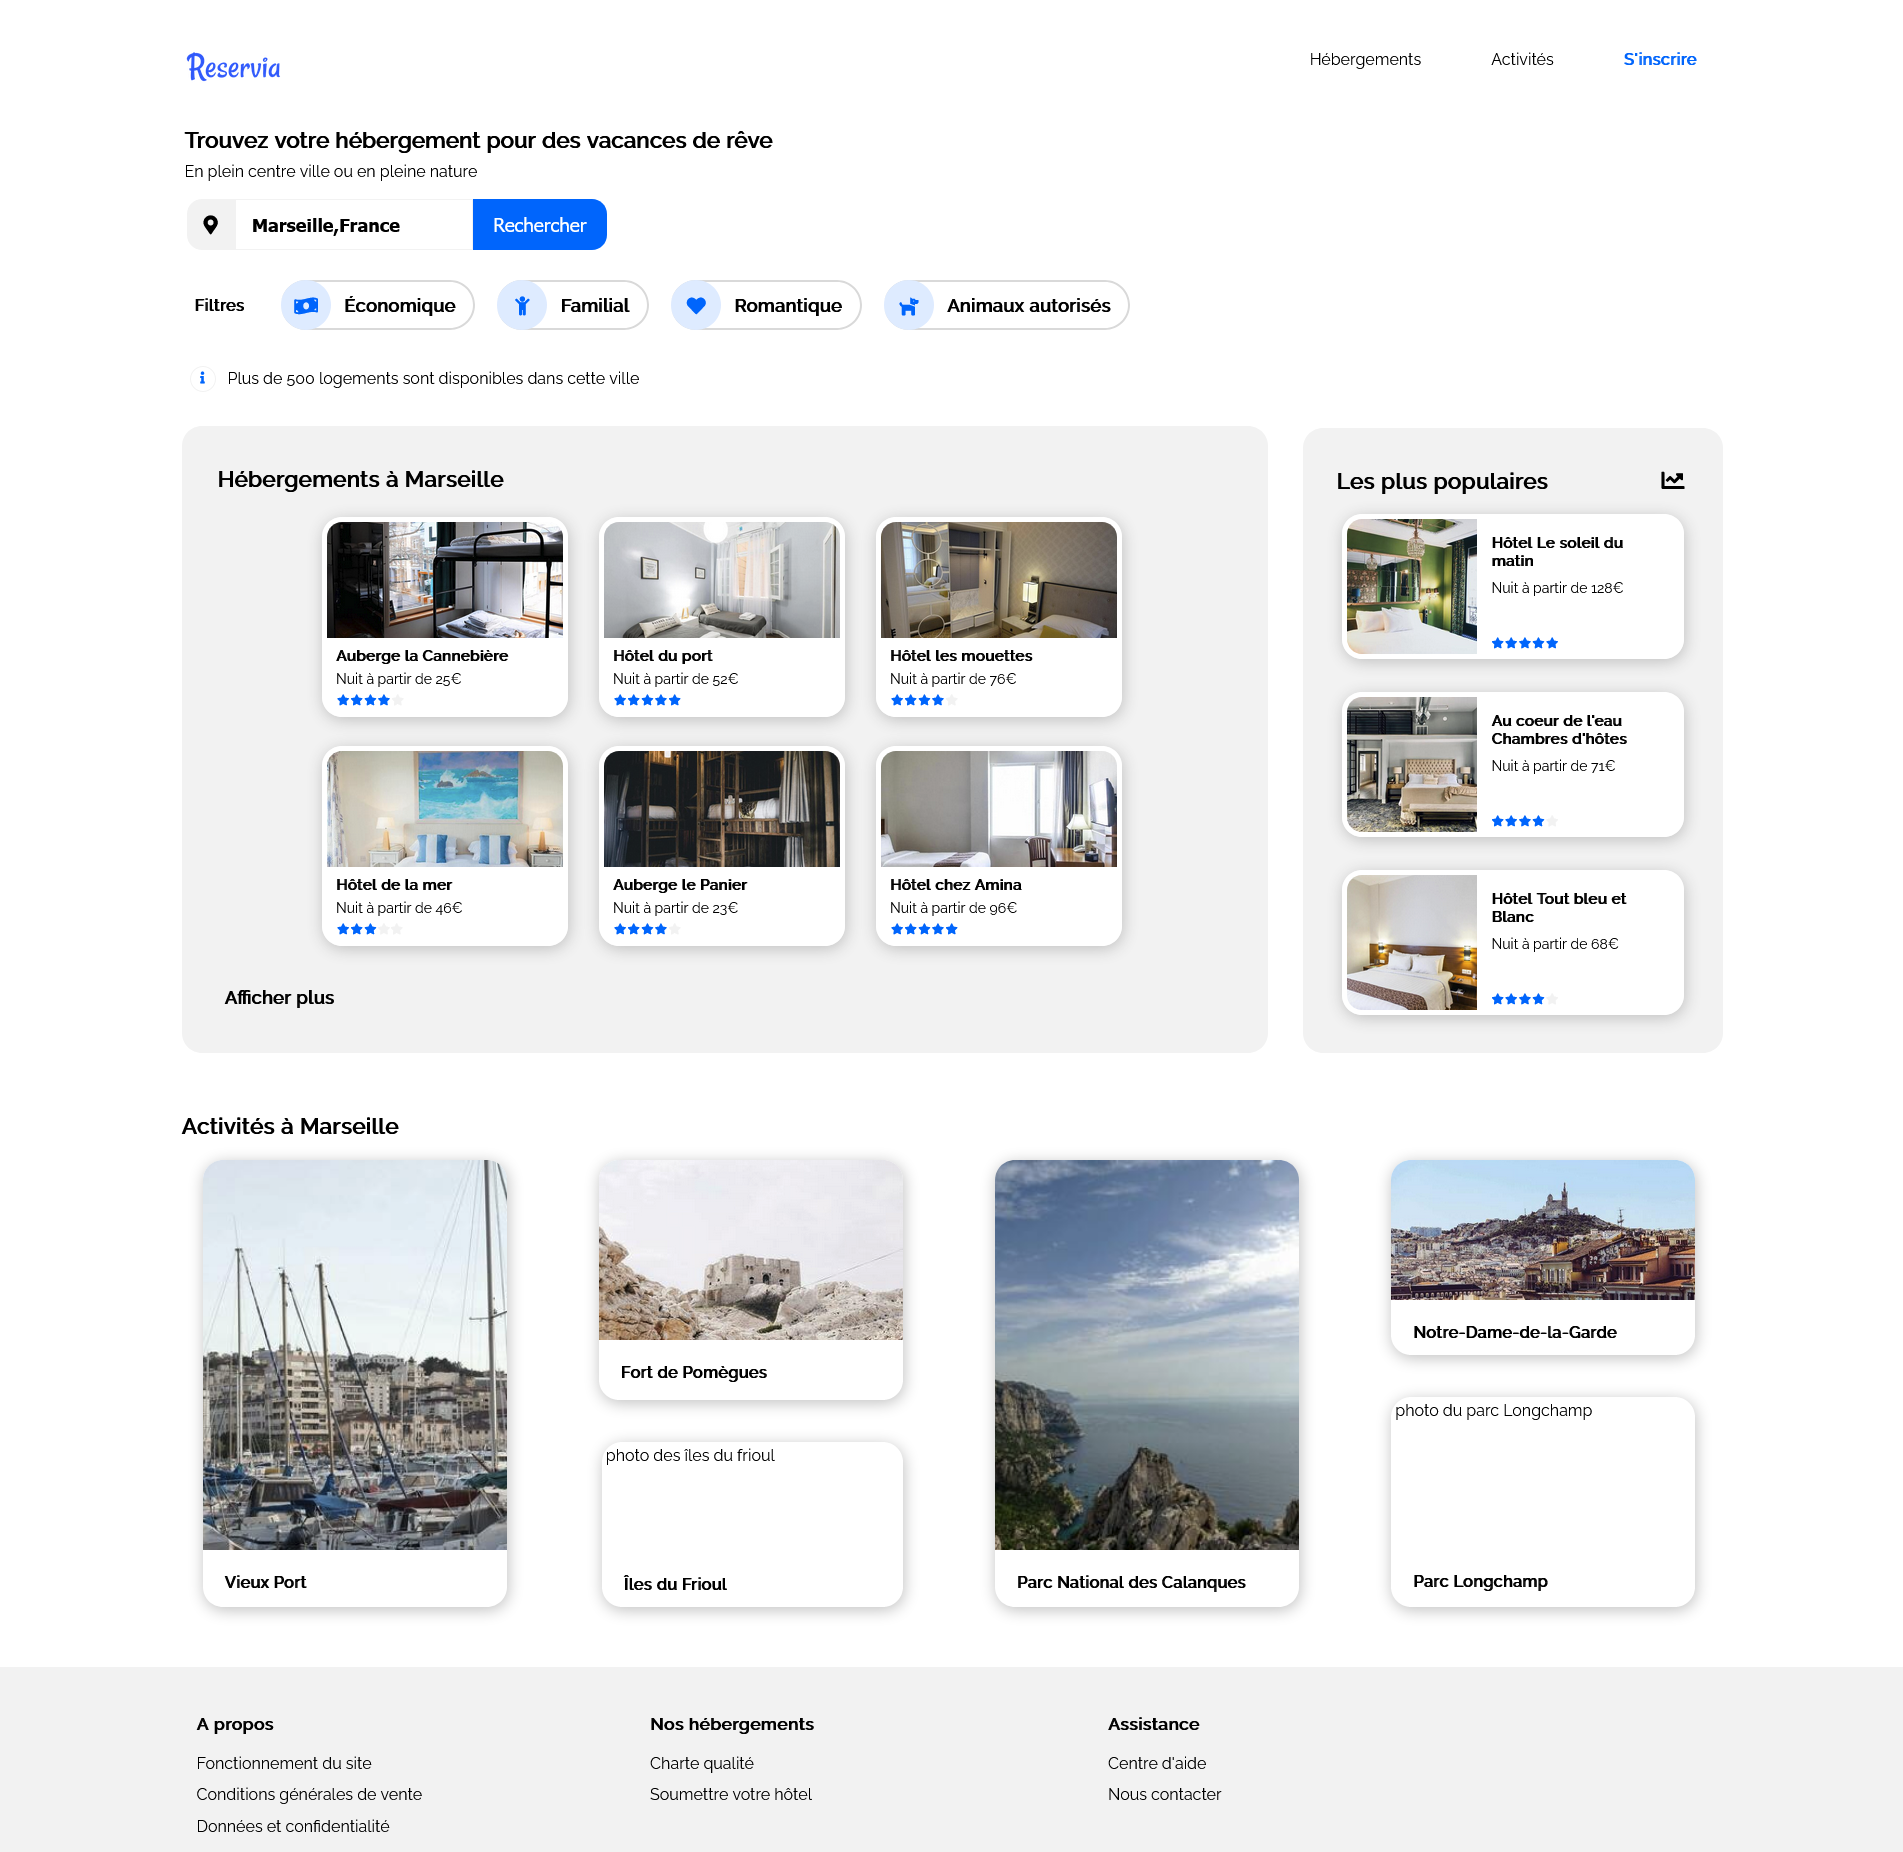 Reservia
Hébergements
Activités
S'inscrire
Trouvez votre hébergement pour des vacances de rêve
En plein centre ville ou en pleine nature
Marseille,France
Rechercher
Filtres
Économique
Familial
Romantique
Animaux autorisés
Plus de 500 logements sont disponibles dans cette ville
Hébergements à Marseille
Auberge la Cannebière
Nuit à partir de 25€
Hôtel du port
Nuit à partir de 52€
Hôtel les mouettes
Nuit à partir de 76€
Hôtel de la mer
Nuit à partir de 46€
Auberge le Panier
Nuit à partir de 23€
Hôtel chez Amina
Nuit à partir de 96€
Afficher plus
Les plus populaires
Hôtel Le soleil du
matin
Nuit à partir de 128€
Au coeur de l'eau
Chambres d'hôtes
Nuit à partir de 71€
Hôtel Tout bleu et
Blanc
Nuit à partir de 68€
Activités à Marseille
Vieux Port
Fort de Pomègues
photo des îles du frioul
Îles du Frioul
Parc National des Calanques
Notre-Dame-de-la-Garde
photo du parc Longchamp
Parc Longchamp
A propos
Fonctionnement du site
Conditions générales de vente
Données et confidentialité
Nos hébergements
Charte qualité
Soumettre votre hôtel
Assistance
Centre d'aide
Nous contacter